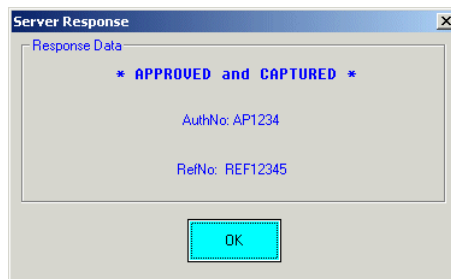 Server Response
Response Data
* APPROVED and CAPTURED *
AuthNo: AP1234
RefNo: REF12345
OK